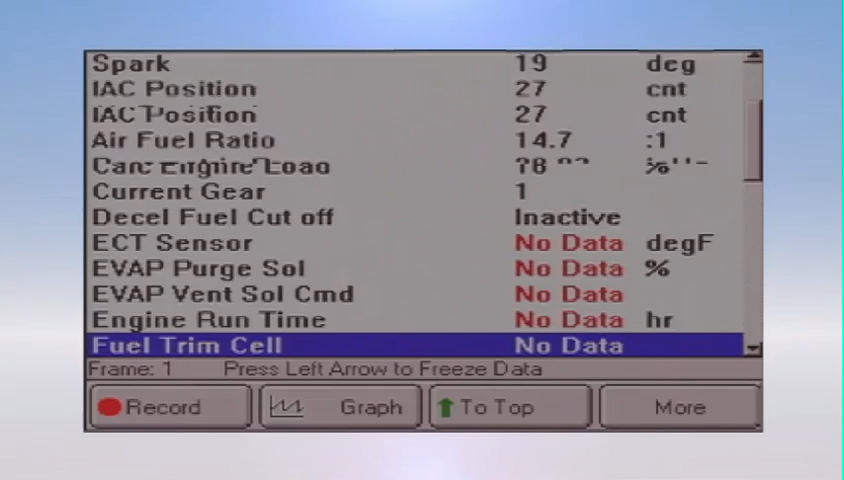 Spark 19 deg
IAC Position 27 cnt
IAC Position 27 cnt
Air Fuel Ratio 14.7 :1
Current Gear 1
Decel Fuel Cut off Inactive
ECT Sensor No Data degF
EVAP Purge Sol No Data %
EVAP Vent Sol Cmd No Data
Engine Run Time No Data hr
Fuel Trim Cell No Data
Frame: 1 Press Left Arrow to Freeze Data
Record Graph To Top More